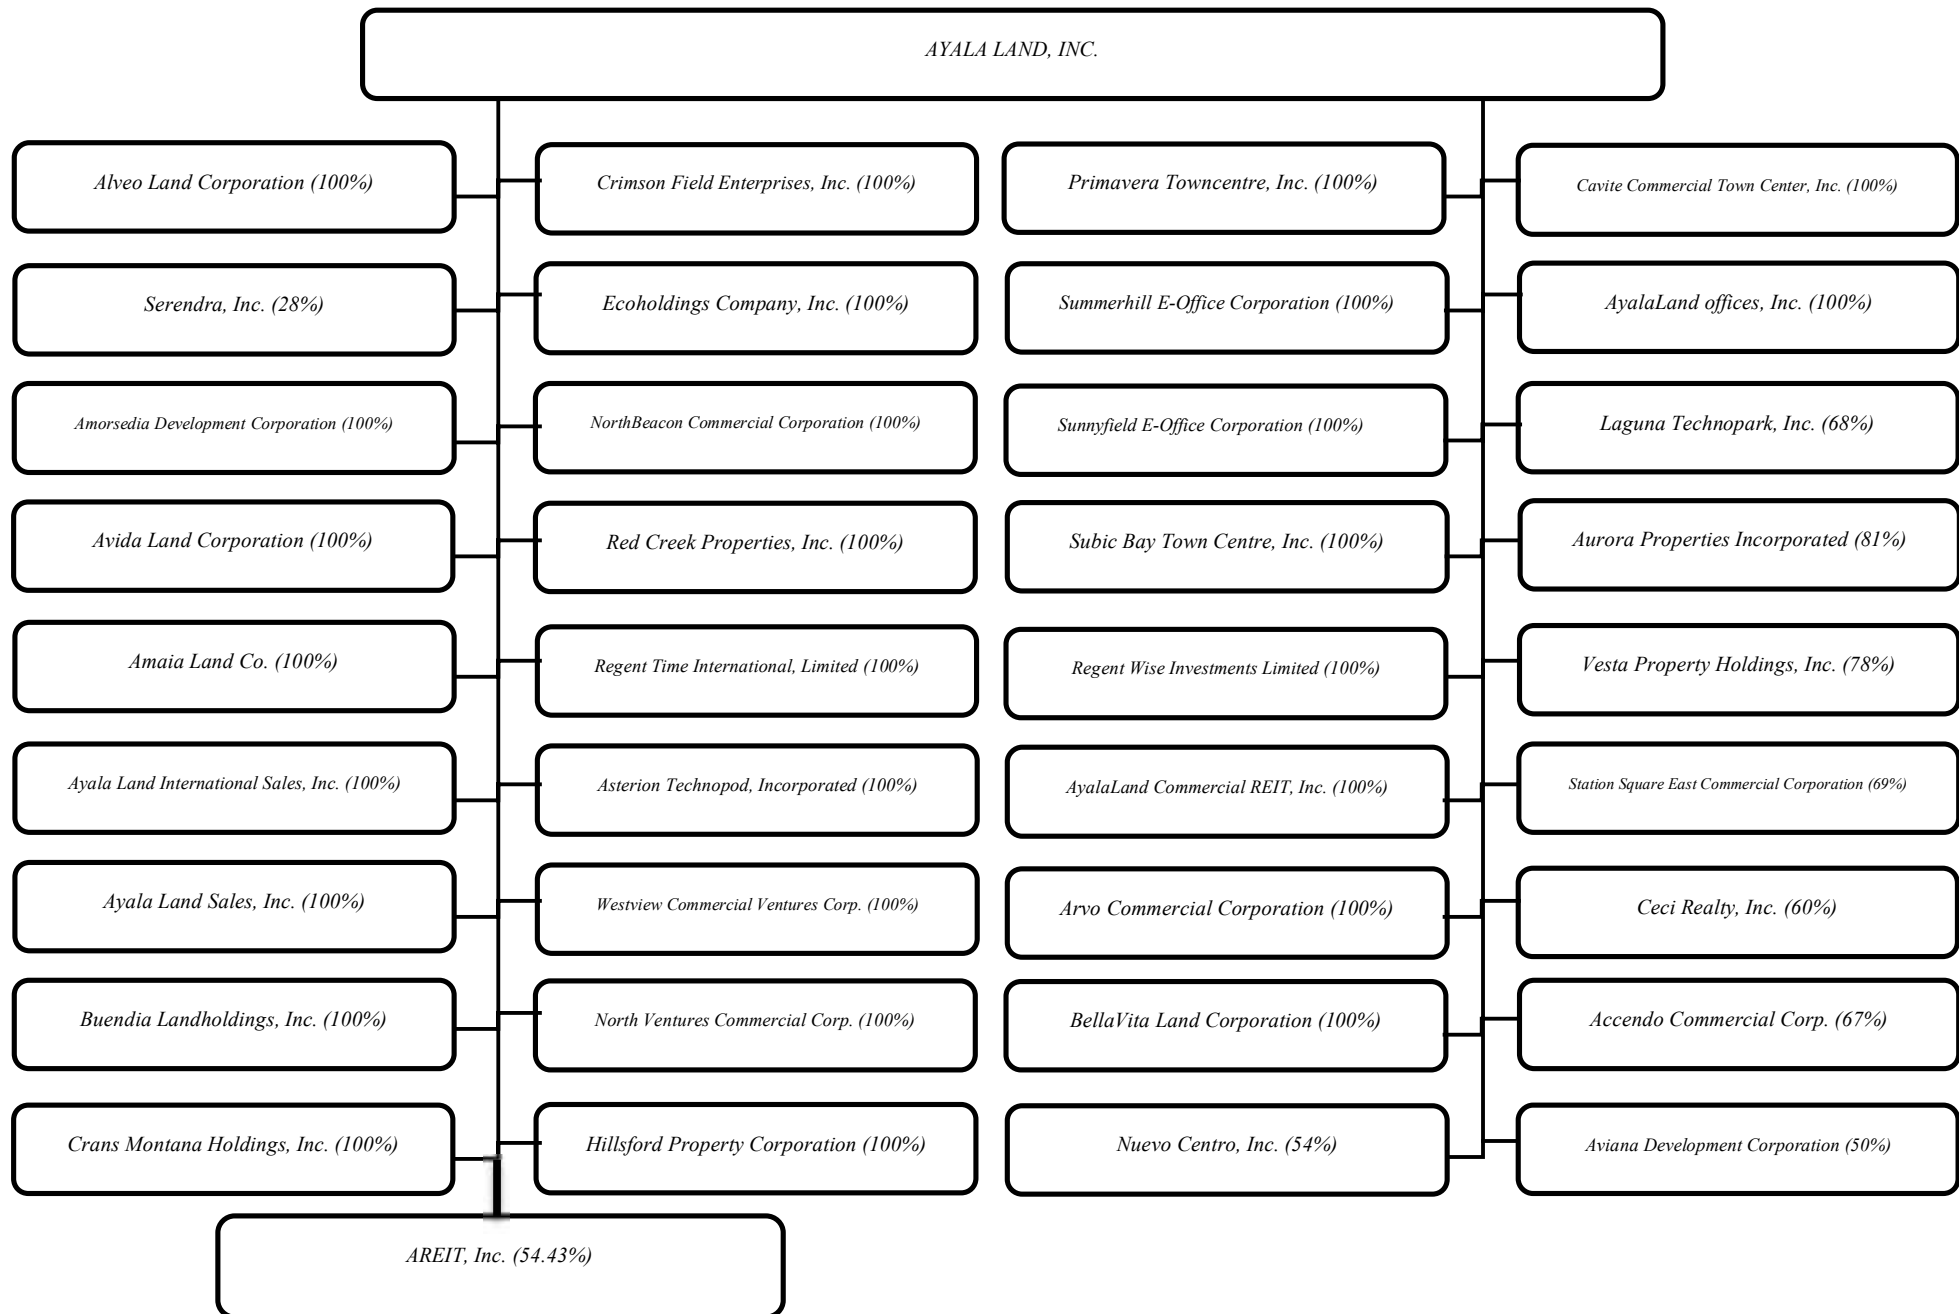 AYALA LAND, INC.
Alveo Land Corporation (100%)
Crimson Field Enterprises, Inc. (100%)
Primavera Towncentre, Inc. (100%)
Cavite Commercial Town Center, Inc. (100%)
Serendra, Inc. (28%)
Ecoholdings Company, Inc. (100%)
Summerhill E-Office Corporation (100%)
AyalaLand offices, Inc. (100%)
Amorsedia Development Corporation (100%)
NorthBeacon Commercial Corporation (100%)
Sunnyfield E-Office Corporation (100%)
Laguna Technopark, Inc. (68%)
Avida Land Corporation (100%)
Red Creek Properties, Inc. (100%)
Subic Bay Town Centre, Inc. (100%)
Aurora Properties Incorporated (81%)
Amaia Land Co. (100%)
Regent Time International, Limited (100%)
Regent Wise Investments Limited (100%)
Vesta Property Holdings, Inc. (78%)
Ayala Land International Sales, Inc. (100%)
Asterion Technopod, Incorporated (100%)
AyalaLand Commercial REIT, Inc. (100%)
Station Square East Commercial Corporation (69%)
Ayala Land Sales, Inc. (100%)
Westview Commercial Ventures Corp. (100%)
Arvo Commercial Corporation (100%)
Ceci Realty, Inc. (60%)
Buendia Landholdings, Inc. (100%)
North Ventures Commercial Corp. (100%)
BellaVita Land Corporation (100%)
Accendo Commercial Corp. (67%)
Crans Montana Holdings, Inc. (100%)
Hillsford Property Corporation (100%)
Nuevo Centro, Inc. (54%)
Aviana Development Corporation (50%)
AREIT, Inc. (54.43%)